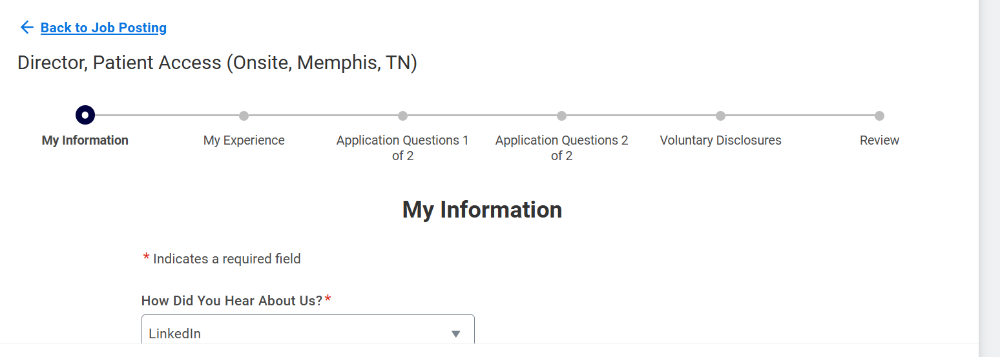 Back to Job Posting
Director, Patient Access (Onsite, Memphis, TN)
My Information
My Experience
Application Questions 1
of 2
Application Questions 2
of 2
Voluntary Disclosures
Review
My Information
* Indicates a required field
How Did You Hear About Us?*
LinkedIn